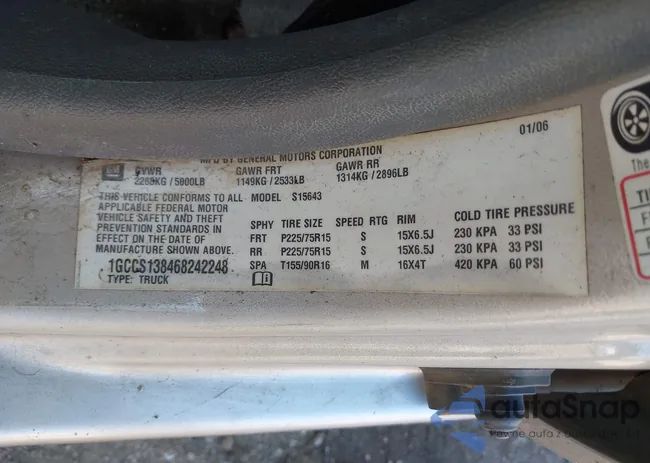 MFD BY GENERAL MOTORS CORPORATION 01/06
GM GVWR GAWR FRT GAWR RR
2268KG / 5000LB 1149KG / 2533LB 1314KG / 2896LB
THIS VEHICLE CONFORMS TO ALL MODEL S15643
APPLICABLE FEDERAL MOTOR
VEHICLE SAFETY AND THEFT
PREVENTION STANDARDS IN
EFFECT ON THE DATE OF
MANUFACTURE SHOWN ABOVE.
1GCCS138468242248
TYPE: TRUCK
SPHY TIRE SIZE SPEED RTG RIM COLD TIRE PRESSURE
FRT P225/75R15 S 15X6.5J 230 KPA 33 PSI
RR P225/75R15 S 15X6.5J 230 KPA 33 PSI
SPA T155/90R16 M 16X4T 420 KPA 60 PSI
The
TI
F
autoSnap